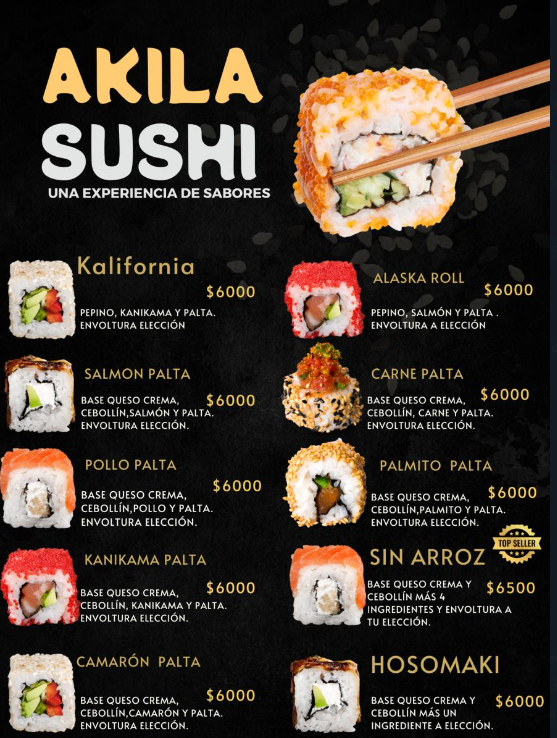 AKILA
SUSHI
UNA EXPERIENCIA DE SABORES
Kalifornia
$6000
PEPINO, KANIKAMA Y PALTA.
ENVOLTURA ELECCIÓN
ALASKA ROLL
$6000
PEPINO, SALMÓN Y PALTA .
ENVOLTURA A ELECCIÓN
SALMON PALTA
$6000
BASE QUESO CREMA,
CEBOLLÍN,SALMÓN Y PALTA.
ENVOLTURA ELECCIÓN.
CARNE PALTA
$6000
BASE QUESO CREMA,
CEBOLLÍN, CARNE Y PALTA.
ENVOLTURA ELECCIÓN.
POLLO PALTA
$6000
BASE QUESO CREMA,
CEBOLLÍN,POLLO Y PALTA.
ENVOLTURA ELECCIÓN.
PALMITO PALTA
$6000
BASE QUESO CREMA,
CEBOLLÍN,PALMITO Y PALTA.
ENVOLTURA ELECCIÓN.
KANIKAMA PALTA
$6000
BASE QUESO CREMA,
CEBOLLÍN, KANIKAMA Y PALTA.
ENVOLTURA ELECCIÓN.
TOP SELLER
SIN ARROZ
$6500
BASE QUESO CREMA Y
CEBOLLÍN MÁS 4
INGREDIENTES Y ENVOLTURA A
TU ELECCIÓN.
CAMARÓN PALTA
$6000
BASE QUESO CREMA,
CEBOLLÍN,CAMARÓN Y PALTA.
ENVOLTURA ELECCIÓN.
HOSOMAKI
$6000
BASE QUESO CREMA Y
CEBOLLÍN MÁS UN
INGREDIENTE A ELECCIÓN.